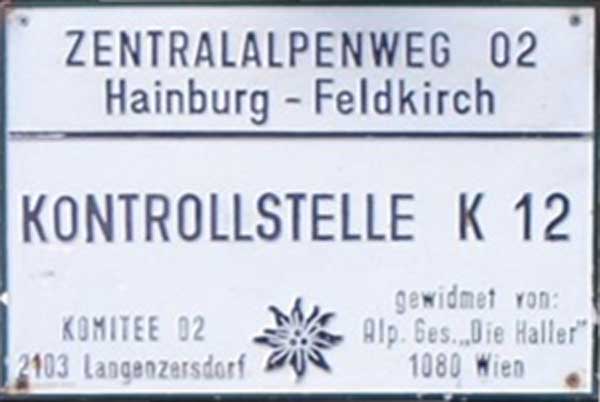 ZENTRALALPENWEG 02
Hainburg - Feldkirch
KONTROLLSTELLE K 12
KOMITEE 02
2103 Langenzersdorf
gewidmet von:
Alp. Ges. „Die Haller"
1080 Wien